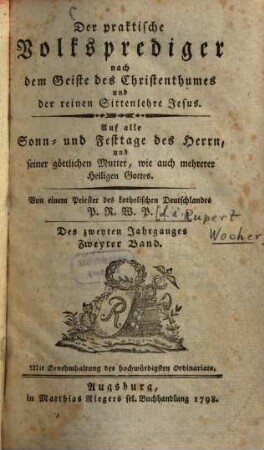 Der praktische
Volksprediger
nach
dem Geiste des Christenthumes
und
der reinen Sittenlehre Jesus.
Auf alle
Sonn- und Festtage des Herrn,
und
seiner göttlichen Mutter, wie auch mehrerer
Heiligen Gottes.
Von einem Priester des katholischen Deutschlandes
P. R. W. P. [d. i. Rupert
Wocher]
Des zweyten Jahrganges
Zweyter Band.
R
Mit Genehmhaltung des hochwürdigsten Ordinariats.
Augsburg,
in Matthias Riegers sel. Buchhandlung 1798.